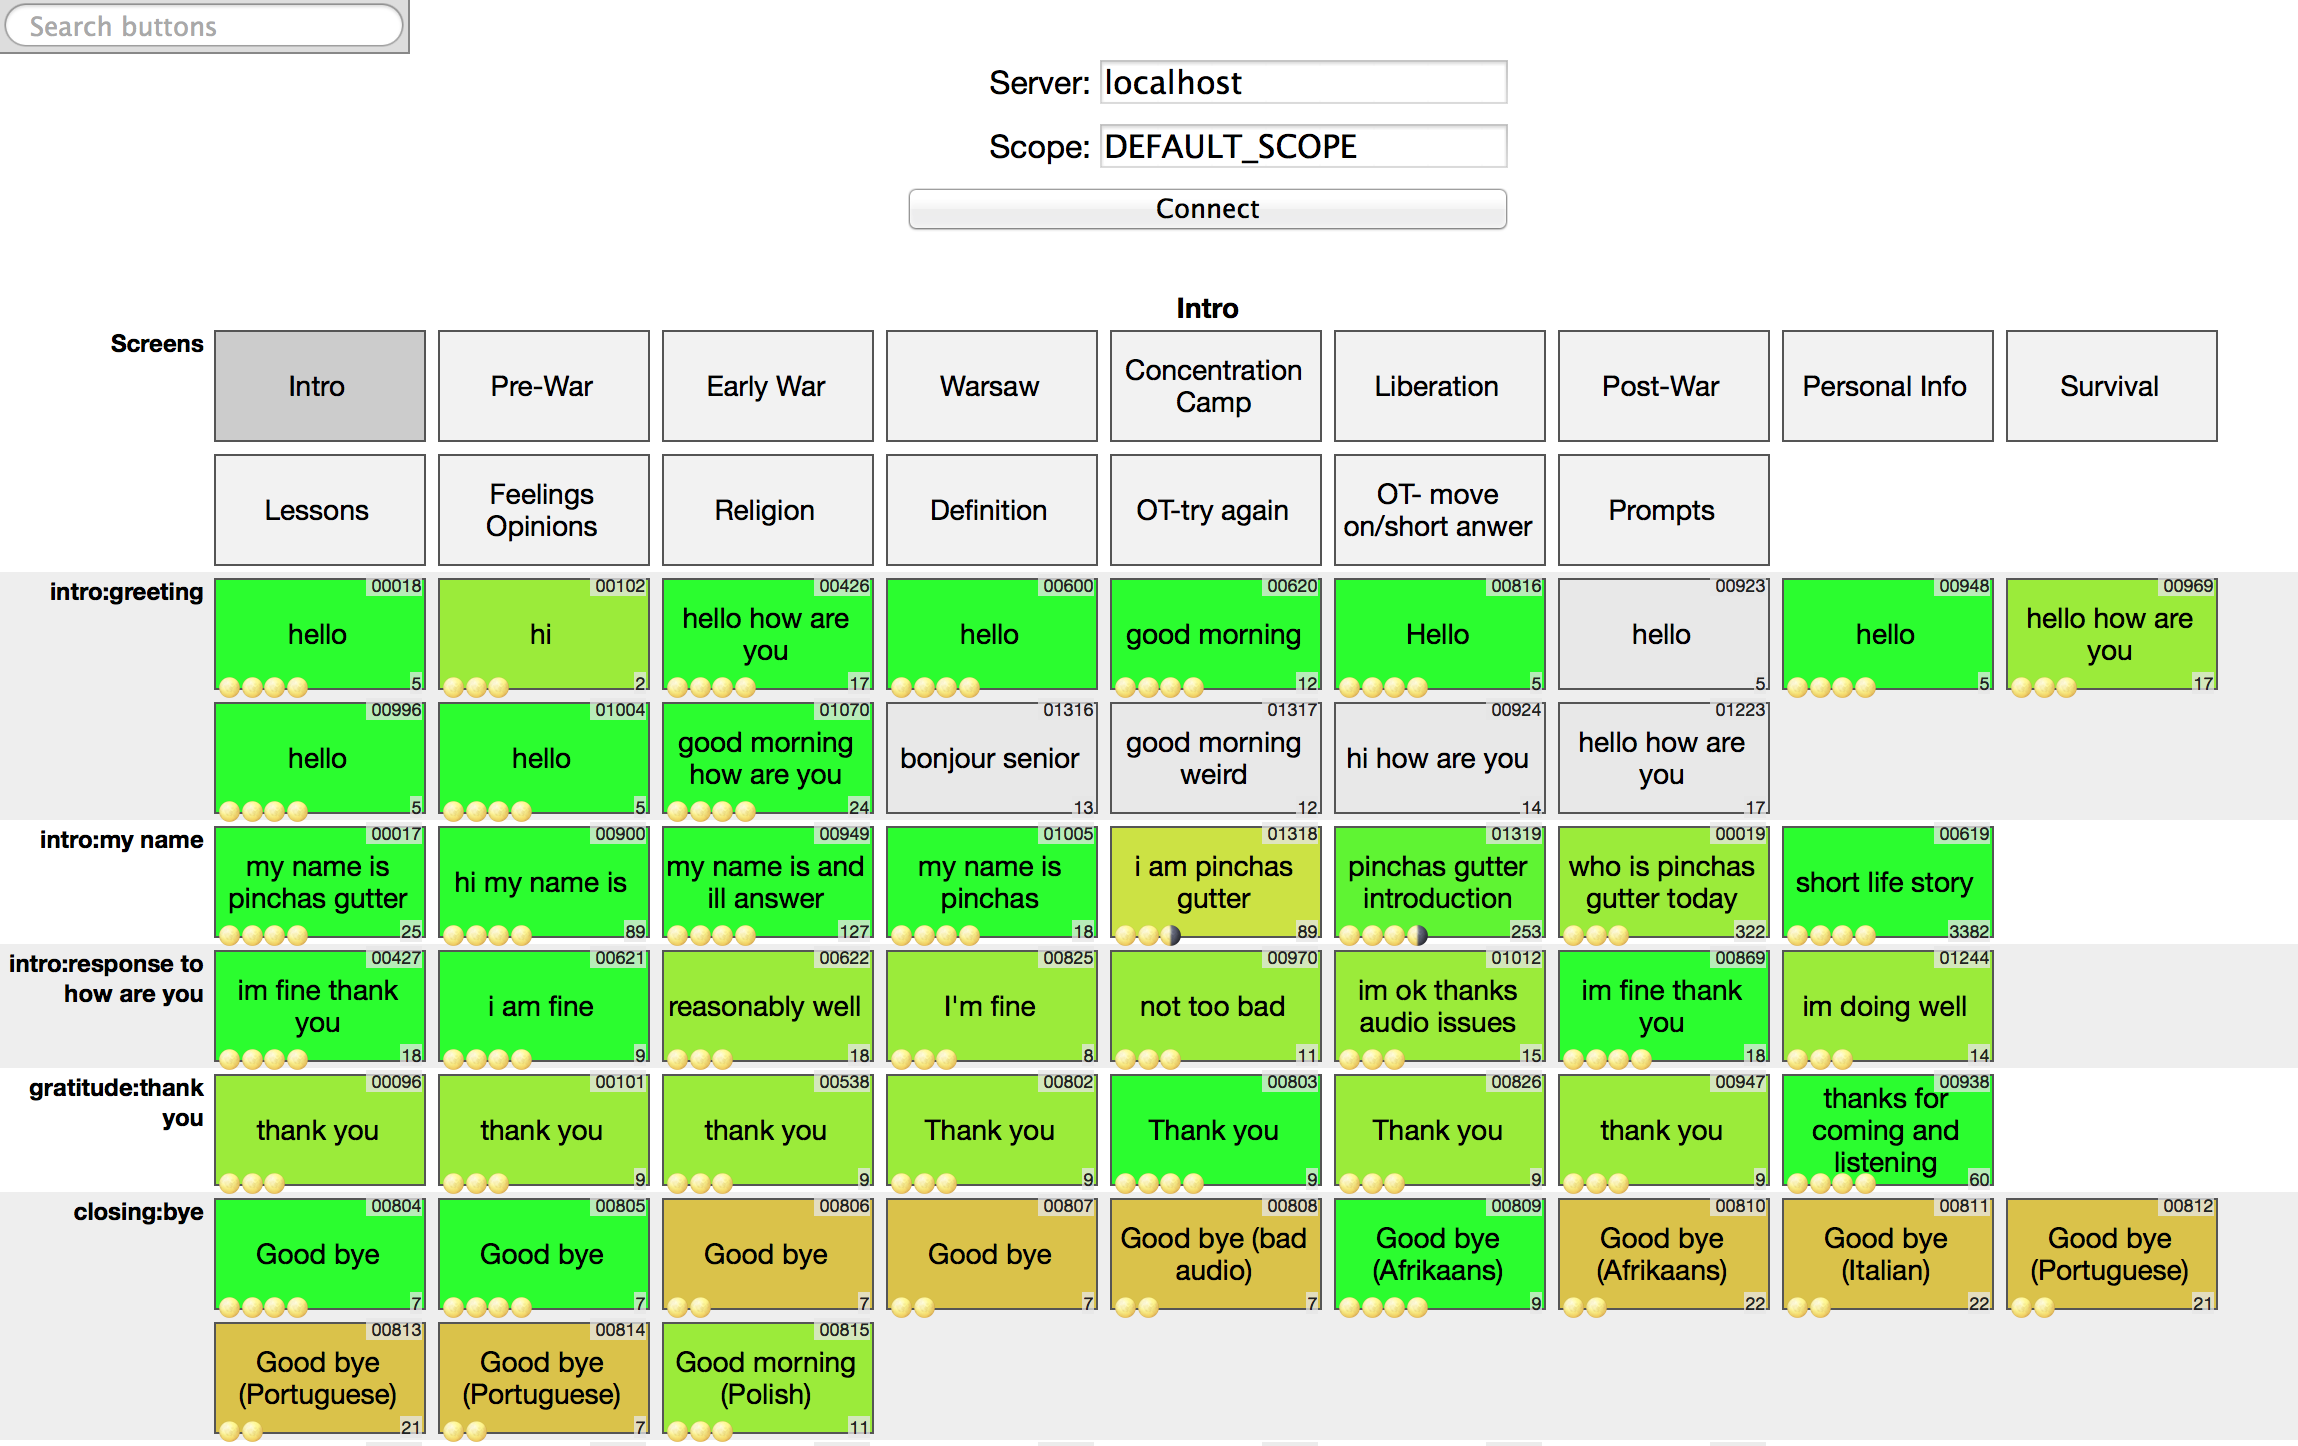 Search buttons
Server: localhost
Scope: DEFAULT_SCOPE
Connect
Intro
Screens
Intro
Pre-War
Early War
Warsaw
Concentration
Camp
Liberation
Post-War
Personal Info
Survival
Lessons
Feelings
Opinions
Religion
Definition
OT-try again
OT- move
on/short anwer
Prompts
intro:greeting
00018
hello
5
00102
hi
2
00426
hello how are
you
17
00600
hello
00620
good morning
12
00816
Hello
5
00923
hello
5
00948
hello
5
00969
hello how are
you
17
00996
hello
5
01004
hello
5
01070
good morning
how are you
24
01316
bonjour senior
13
01317
good morning
weird
12
00924
hi how are you
14
01223
hello how are
you
17
intro:my name
00017
my name is
pinchas gutter
25
00900
hi my name is
89
00949
my name is and
ill answer
127
01005
my name is
pinchas
18
01318
i am pinchas
gutter
89
01319
pinchas gutter
introduction
253
00019
who is pinchas
gutter today
322
00619
short life story
3382
intro:response to
how are you
00427
im fine thank
you
18
00621
i am fine
9
00622
reasonably well
18
00825
I'm fine
8
00970
not too bad
11
01012
im ok thanks
audio issues
15
00869
im fine thank
you
18
01244
im doing well
14
gratitude:thank
you
00096
thank you
00101
thank you
9
00538
thank you
9
00802
Thank you
9
00803
Thank you
9
00826
Thank you
9
00947
thank you
9
00938
thanks for
coming and
listening
60
closing:bye
00804
Good bye
7
00805
Good bye
7
00806
Good bye
7
00807
Good bye
7
00808
Good bye (bad
audio)
7
00809
Good bye
(Afrikaans)
9
00810
Good bye
(Afrikaans)
22
00811
Good bye
(Italian)
22
00812
Good bye
(Portuguese)
21
00813
Good bye
(Portuguese)
21
00814
Good bye
(Portuguese)
7
00815
Good morning
(Polish)
11